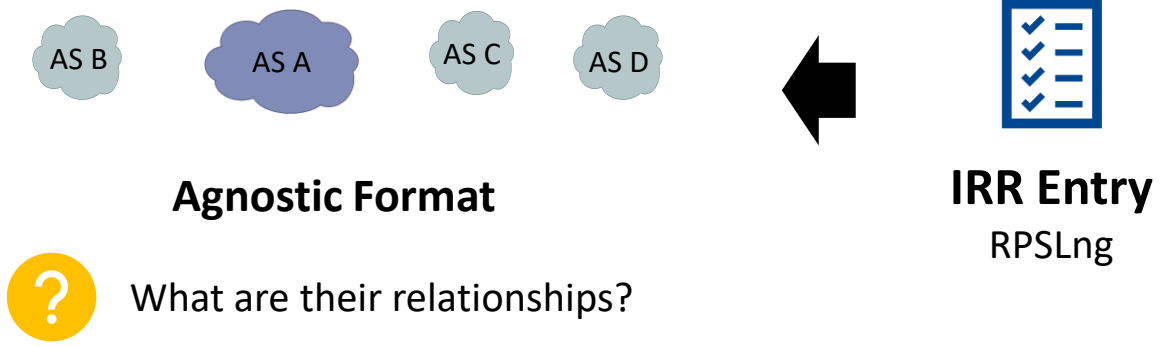 AS B
AS A
AS C
AS D
Agnostic Format
IRR Entry
RPSLng
?
What are their relationships?